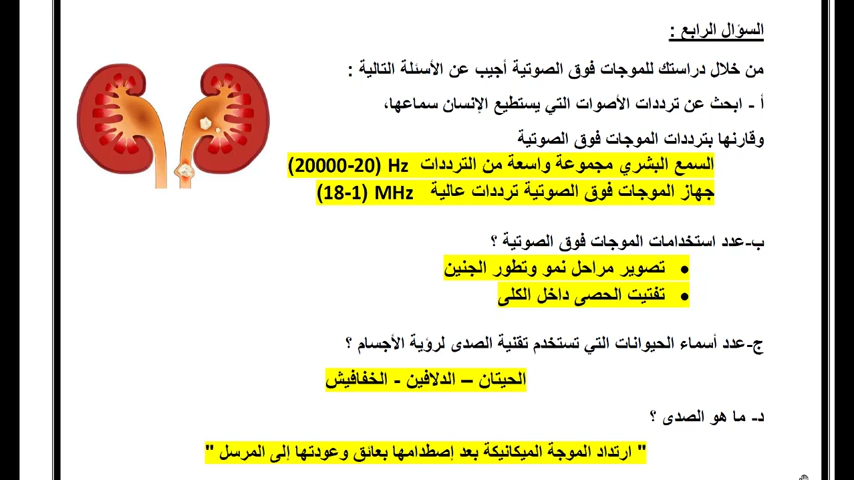 السؤال الرابع :
من خلال دراستك للموجات فوق الصوتية أجيب عن الأسئلة التالية :
أ - ابحث عن ترددات الأصوات التي يستطيع الإنسان سماعها،
وقارنها بترددات الموجات فوق الصوتية
السمع البشري مجموعة واسعة من الترددات Hz (20-20000)
جهاز الموجات فوق الصوتية ترددات عالية MHz (1-18)
ب-عدد استخدامات الموجات فوق الصوتية ؟
• تصوير مراحل نمو وتطور الجنين
• تفتيت الحصى داخل الكلى
ج-عدد أسماء الحيوانات التي تستخدم تقنية الصدى لرؤية الأجسام ؟
الحيتان – الدلافين - الخفافيش
د- ما هو الصدى ؟
" ارتداد الموجة الميكانيكة بعد إصطدامها بعائق وعودتها إلى المرسل "